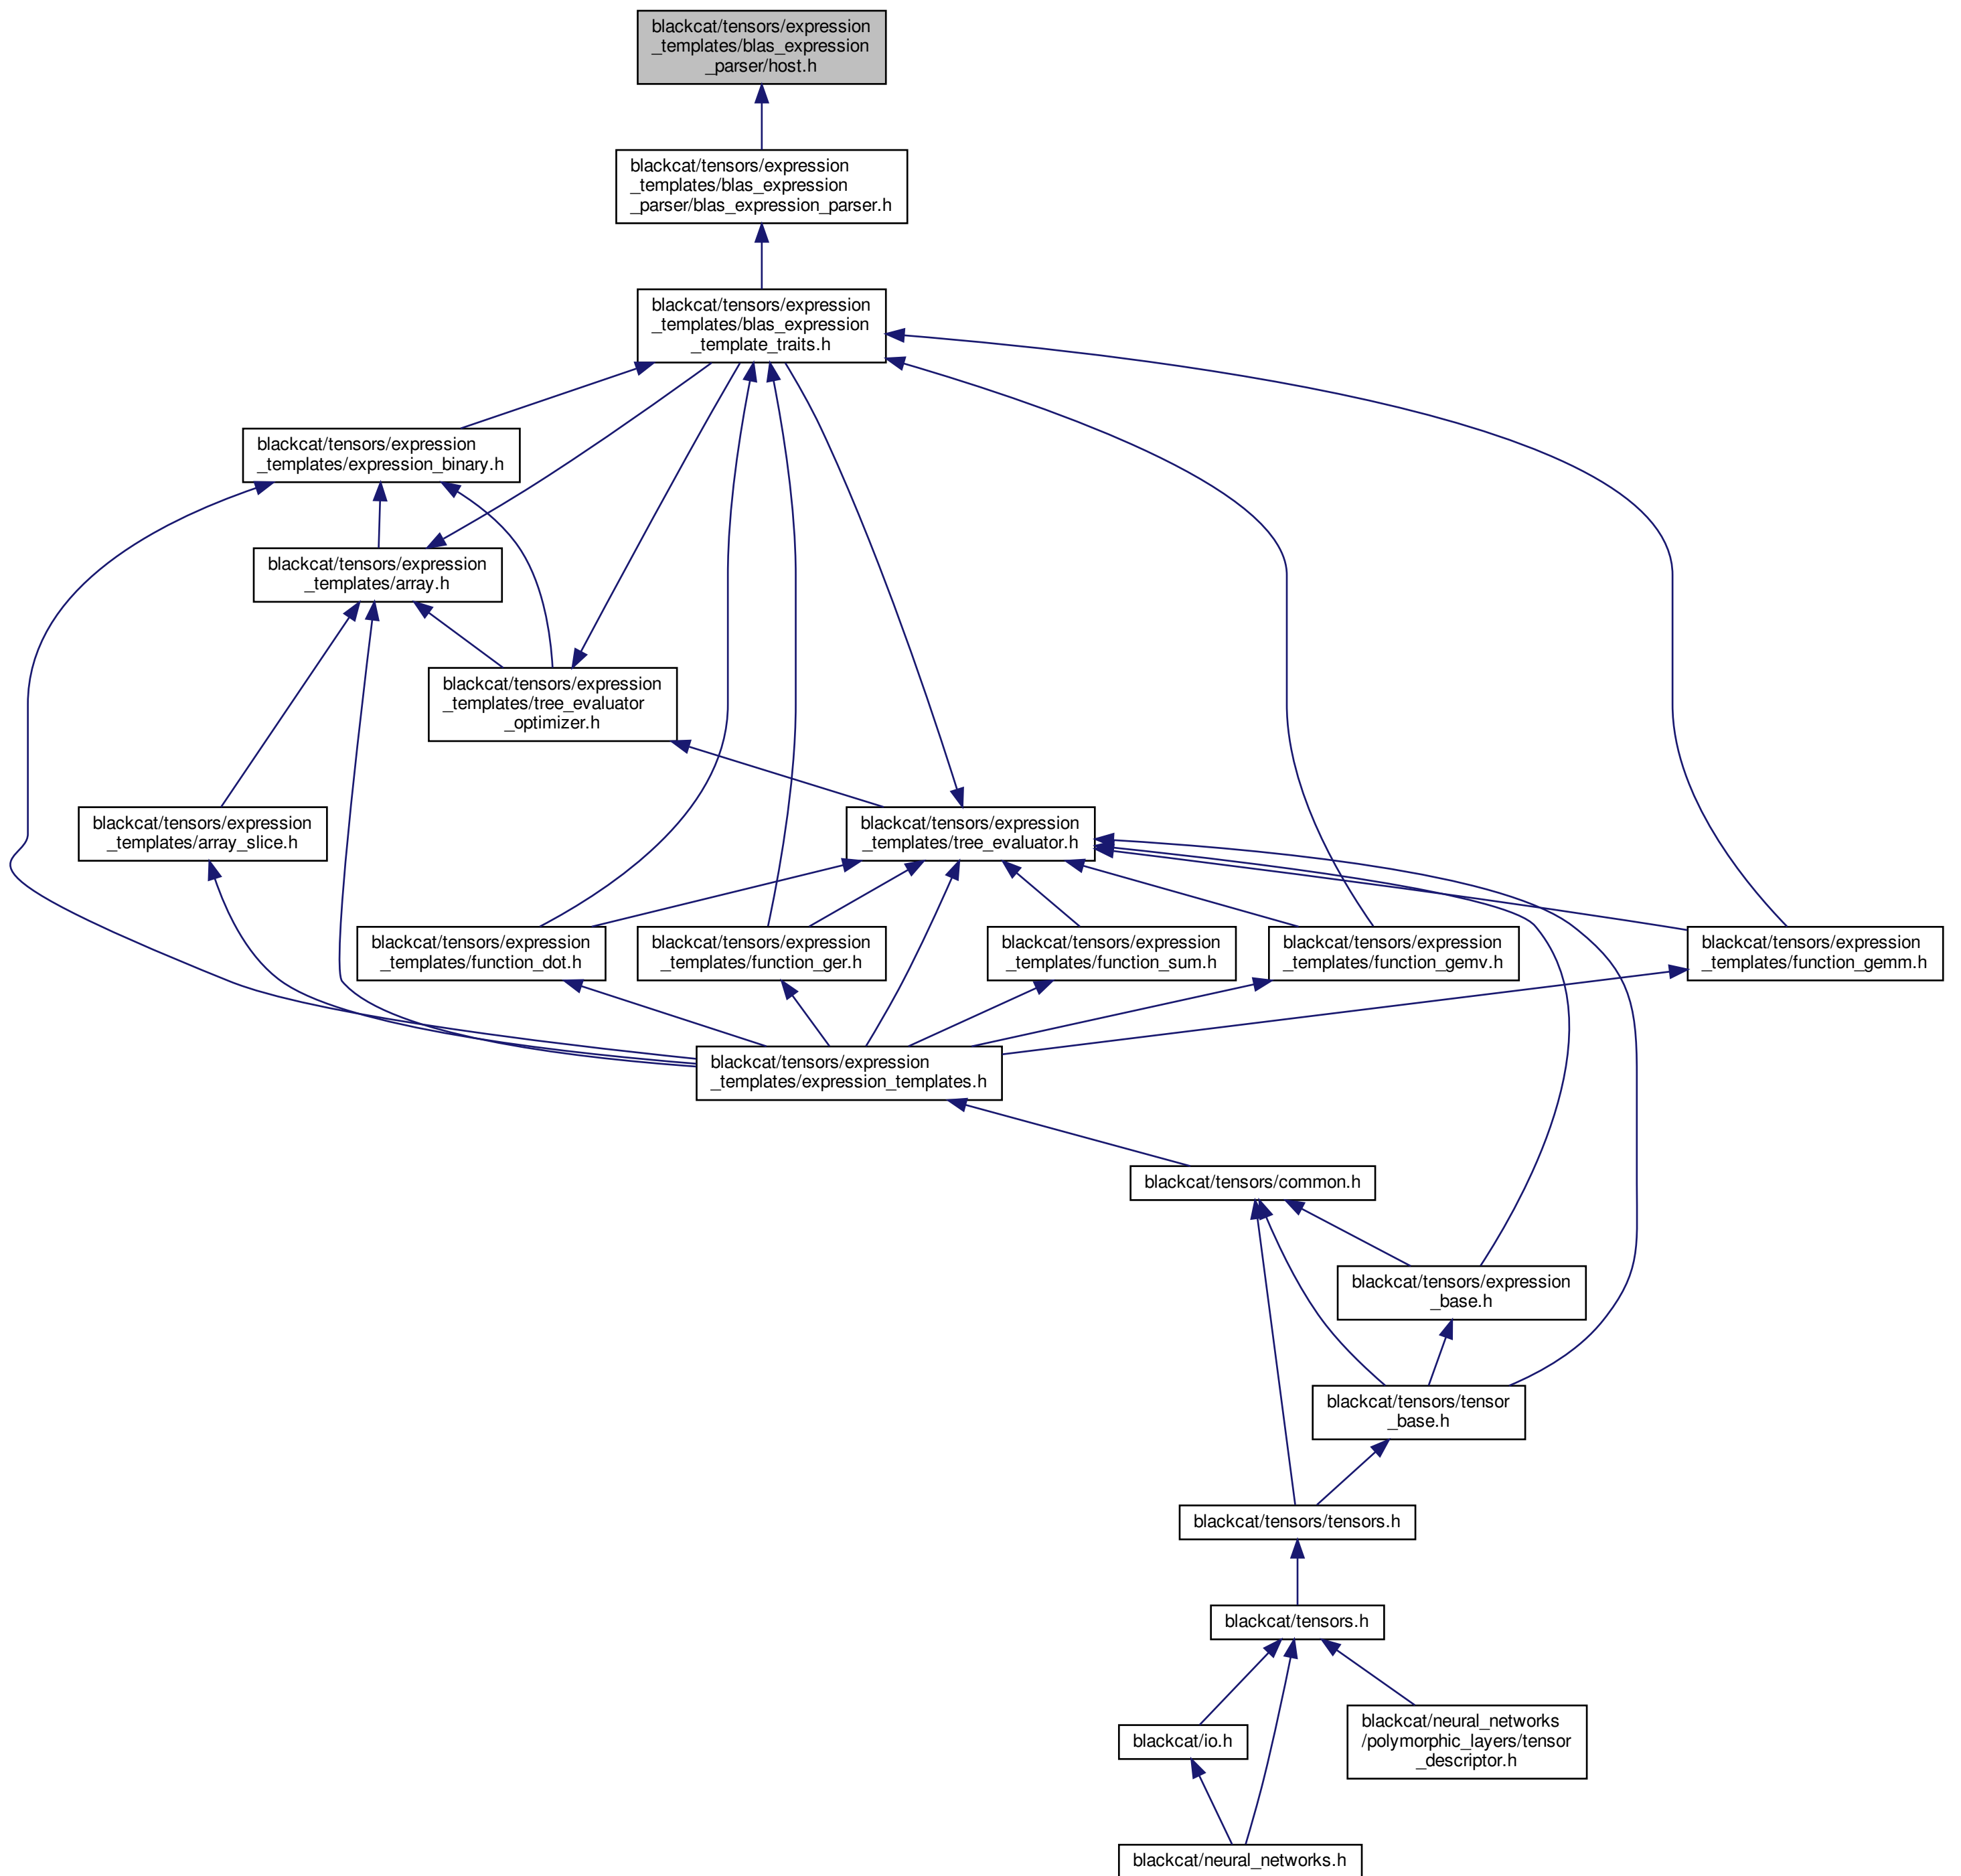 blackcat/tensors/expression
_templates/blas_expression
_parser/host.h
blackcat/tensors/expression
_templates/blas_expression
_parser/blas_expression_parser.h
blackcat/tensors/expression
_templates/blas_expression
_template_traits.h
blackcat/tensors/expression
_templates/expression_binary.h
blackcat/tensors/expression
_templates/array.h
blackcat/tensors/expression
_templates/tree_evaluator
_optimizer.h
blackcat/tensors/expression
_templates/array_slice.h
blackcat/tensors/expression
_templates/tree_evaluator.h
blackcat/tensors/expression
_templates/function_dot.h
blackcat/tensors/expression
_templates/function_ger.h
blackcat/tensors/expression
_templates/function_sum.h
blackcat/tensors/expression
_templates/function_gemv.h
blackcat/tensors/expression
_templates/function_gemm.h
blackcat/tensors/expression
_templates/expression_templates.h
blackcat/tensors/common.h
blackcat/tensors/expression
_base.h
blackcat/tensors/tensor
_base.h
blackcat/tensors/tensors.h
blackcat/tensors.h
blackcat/io.h
blackcat/neural_networks
/polymorphic_layers/tensor
_descriptor.h
blackcat/neural_networks.h